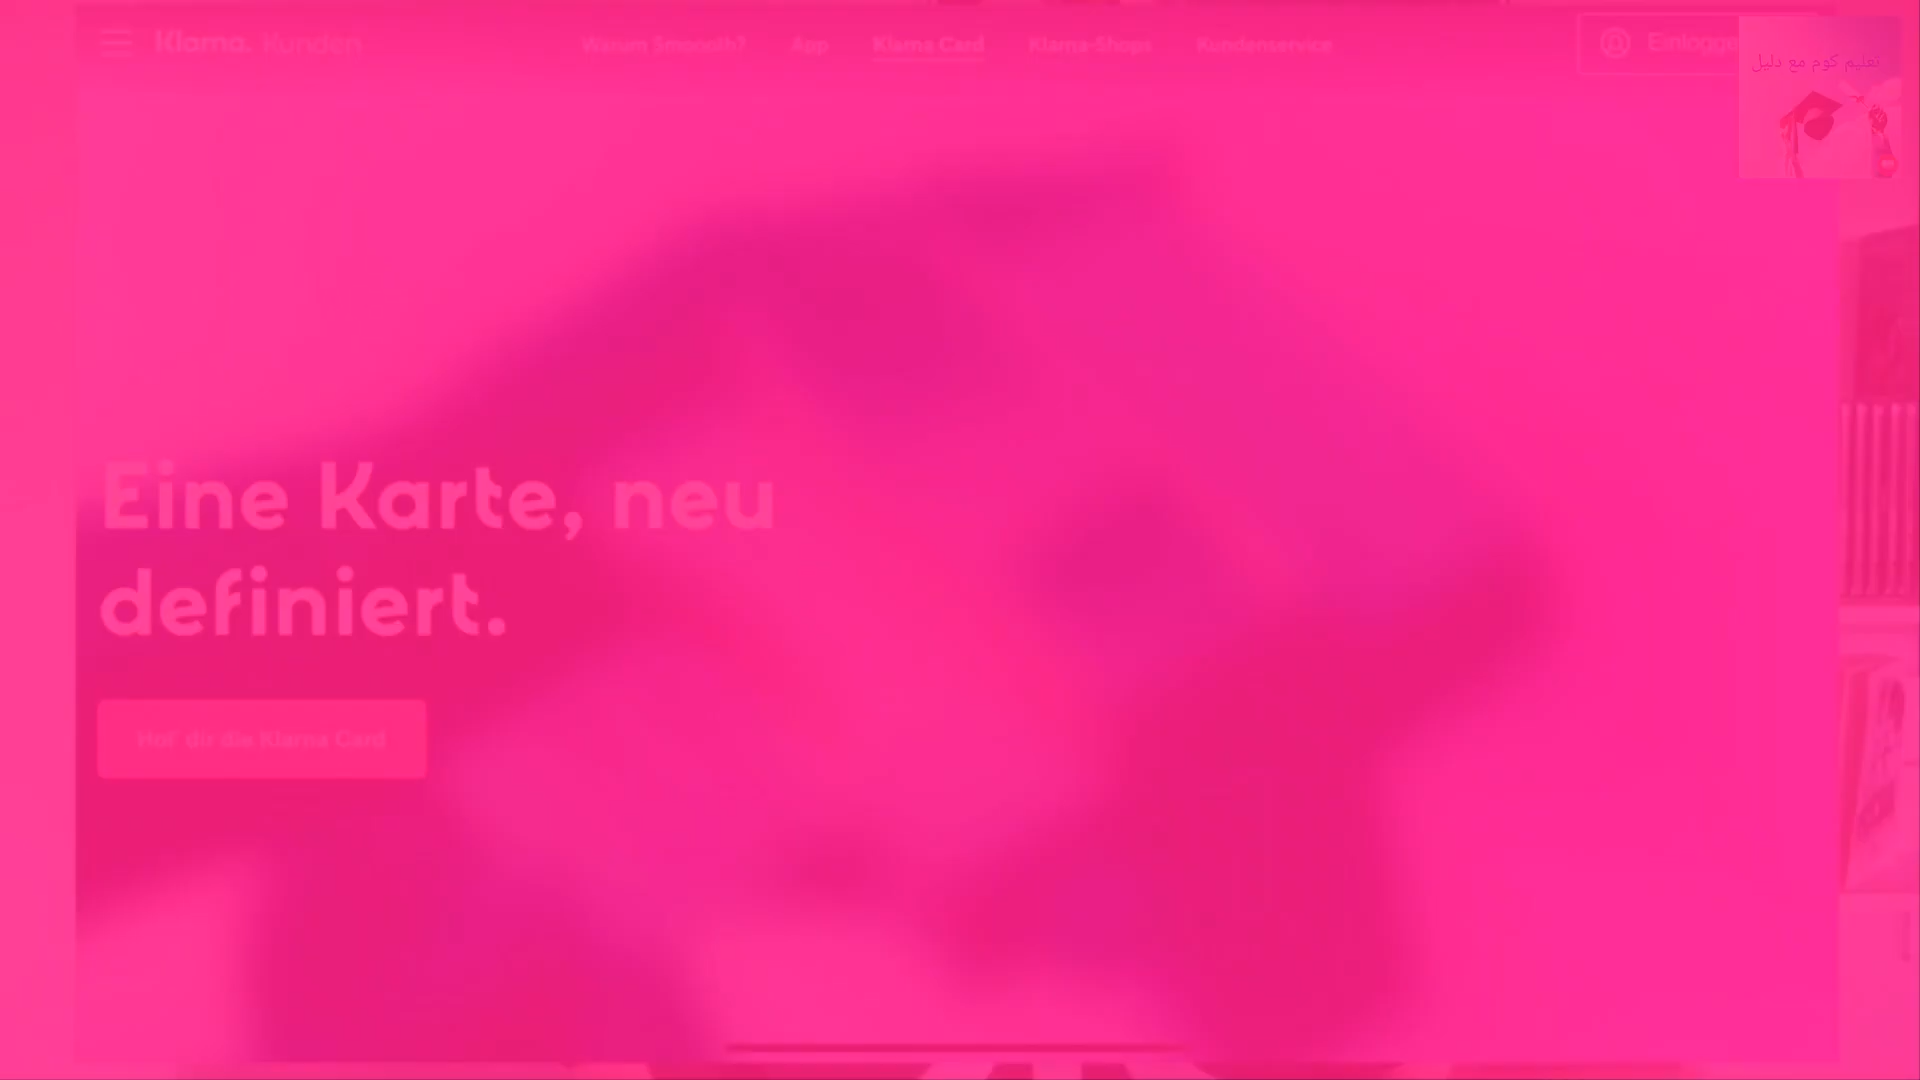 Klarna. Kunden
Warum Smoooth? App Klarna Card Klarna-Shops Kundenservice
تعليم كوم مع دليل
Eine Karte, neu
definiert.
Hol' dir die Klarna Card